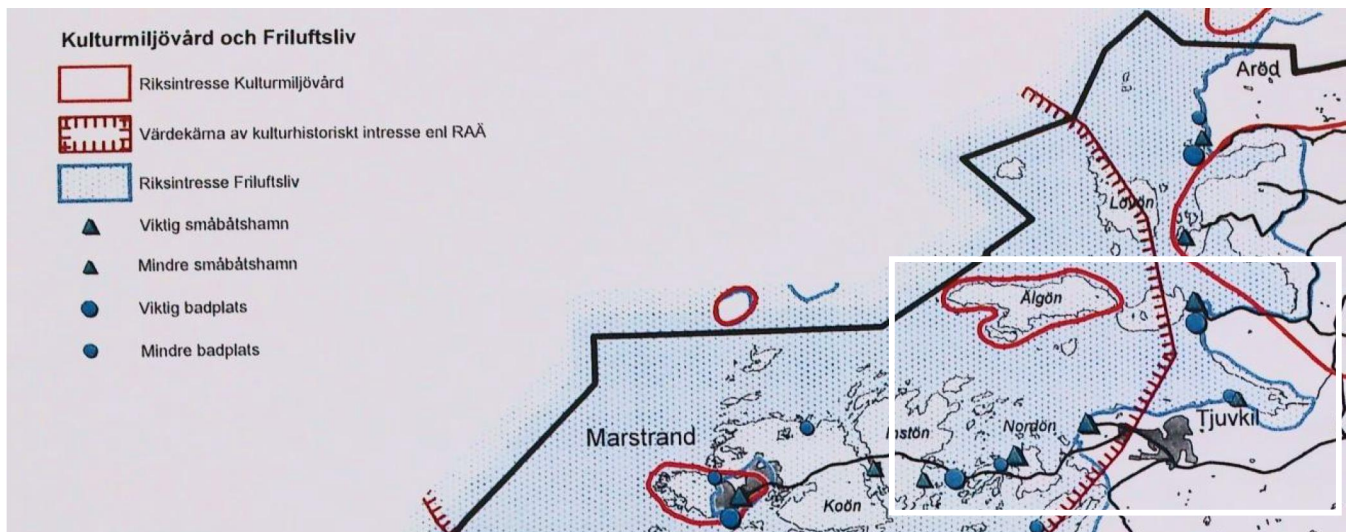 Kulturmiljövård och Friluftsliv
Riksintresse Kulturmiljövård
Värdekärna av kulturhistoriskt intresse enl RAÄ
Riksintresse Friluftsliv
Viktig småbåtshamn
Mindre småbåtshamn
Viktig badplats
Mindre badplats
Aröd
Lövön
Älgön
Marstrand
nstön
Nordön
Tjuvkil
Koön